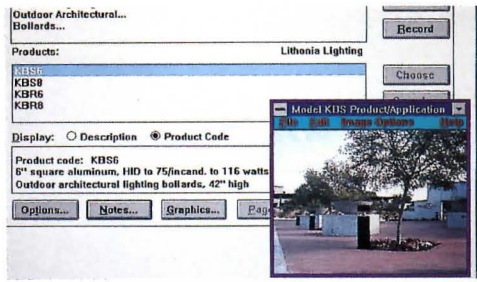 Outdoor Architectural...
Bollards...
Record
Products:
Lithonia Lighting
KBS6
KBS8
KBR6
KBR8
Choose
Model KBS Product/Application
File Edit Image Options Help
Display: Description Product Code
Product code: KBS6
6" square aluminum, HID to 75/incand. to 116 watts
Outdoor architectural lighting bollards, 42" high
Options...
Notes...
Graphics...